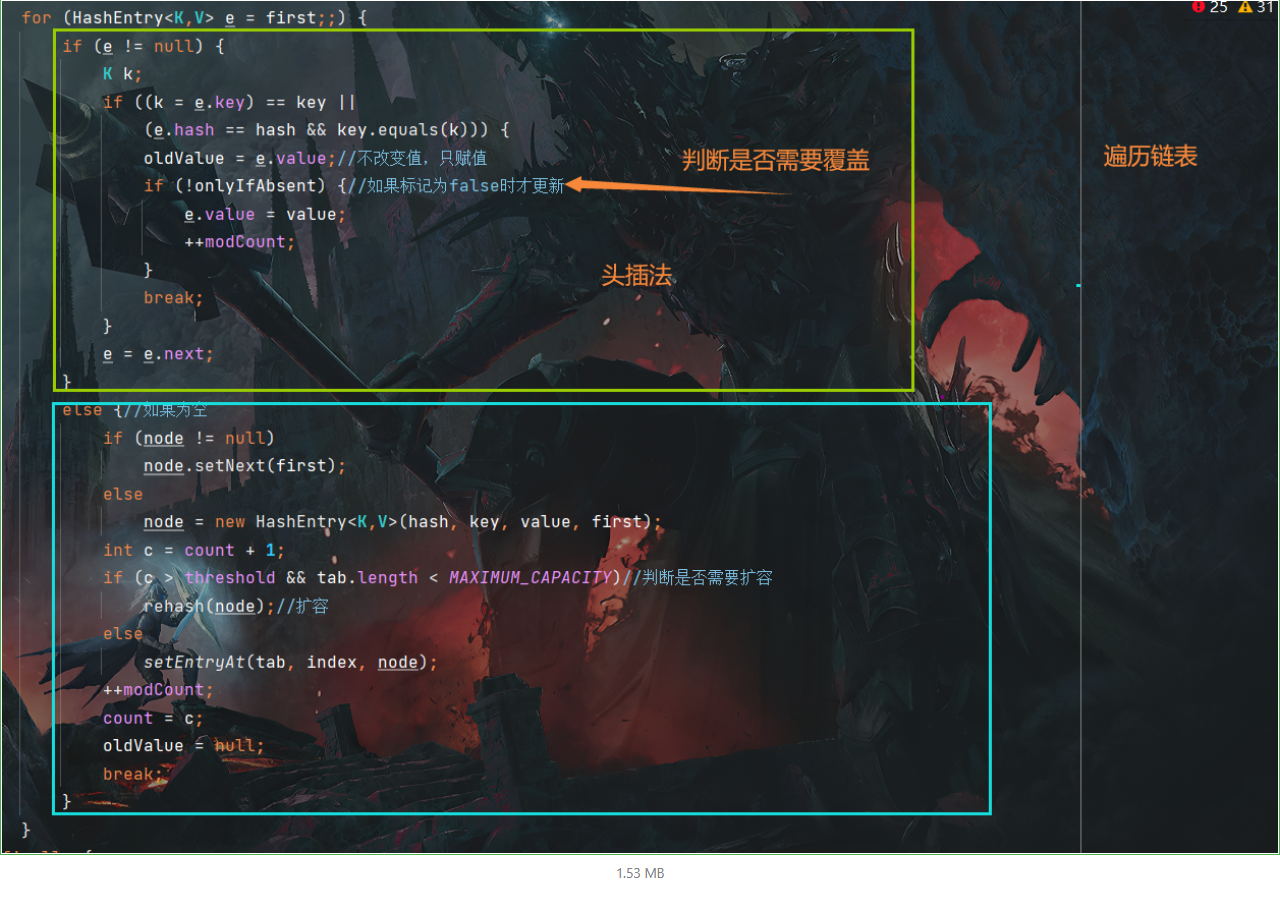 for (HashEntry<K,V> e = first;;) {
25 31
if (e != null) {
K k;
if ((k = e.key) == key ||
(e.hash == hash && key.equals(k))) {
oldValue = e.value;//不改变值，只赋值
判断是否需要覆盖
遍历链表
if (!onlyIfAbsent) {//如果标记为false时才更新
e.value = value;
++modCount;
}
头插法
break;
}
e = e.next;
}
else {//如果为空
if (node != null)
node.setNext(first);
else
node = new HashEntry<K,V>(hash, key, value, first);
int c = count + 1;
if (c > threshold && tab.length < MAXIMUM_CAPACITY)//判断是否需要扩容
rehash(node);//扩容
else
setEntryAt(tab, index, node);
++modCount;
count = c;
oldValue = null;
break;
}
}
1.53 MB